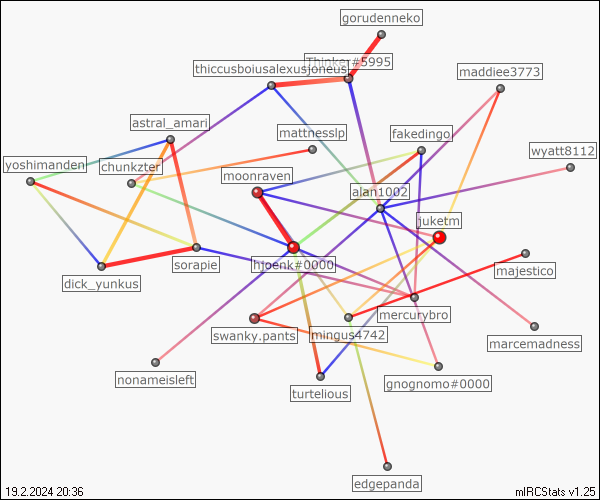 gorudenneko
Thinker#5995
thiccusboiusalexusjoneus
maddiee3773
astral_amari
mattnesslp
fakedingo
wyatt8112
yoshimanden
chunkzter
moonraven
alan1002
juketm
dick_yunkus
sorapie
hjoenk#0000
majestico
mercurybro
swanky.pants
mingus4742
marcemadness
nonameisleft
turtelious
gnognomo#0000
edgepanda
19.2.2024 20:36
mIRCStats v1.25